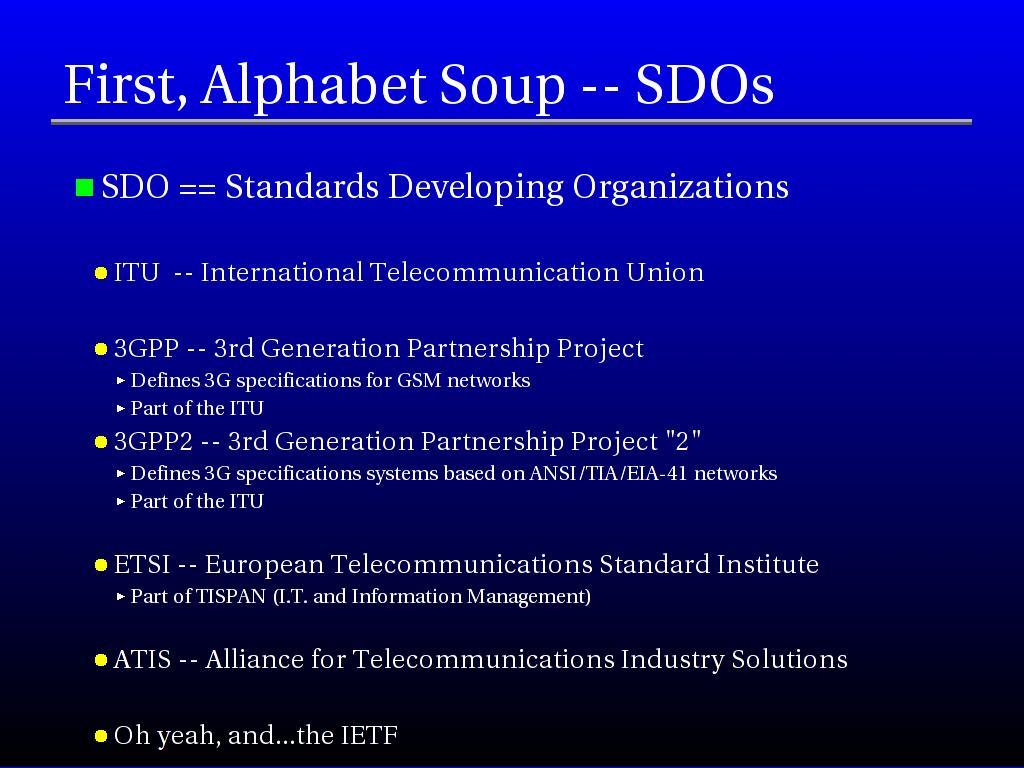 First, Alphabet Soup -- SDOs
SDO == Standards Developing Organizations
ITU -- International Telecommunication Union
3GPP -- 3rd Generation Partnership Project
Defines 3G specifications for GSM networks
Part of the ITU
3GPP2 -- 3rd Generation Partnership Project "2"
Defines 3G specifications systems based on ANSI/TIA/EIA-41 networks
Part of the ITU
ETSI -- European Telecommunications Standard Institute
Part of TISPAN (I.T. and Information Management)
ATIS -- Alliance for Telecommunications Industry Solutions
Oh yeah, and...the IETF